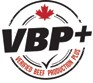 VBP+
VERIFIED BEEF PRODUCTION PLUS